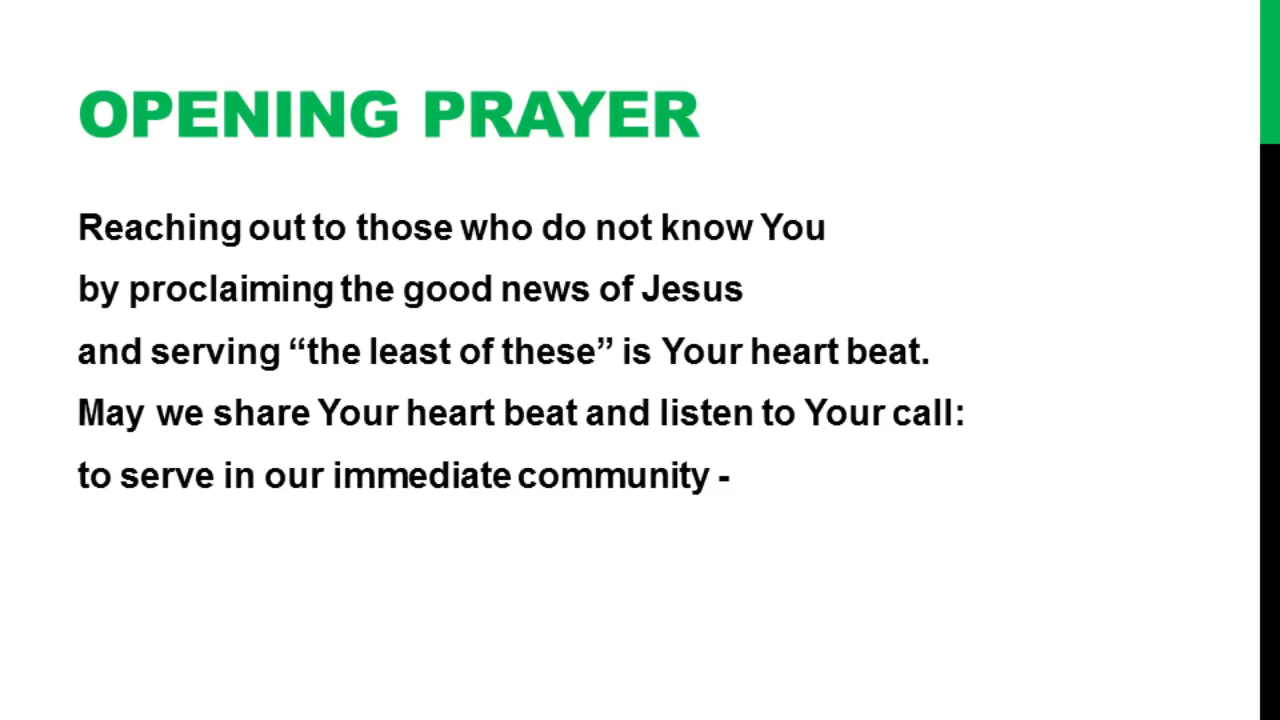 OPENING PRAYER
Reaching out to those who do not know You
by proclaiming the good news of Jesus
and serving “the least of these” is Your heart beat.
May we share Your heart beat and listen to Your call:
to serve in our immediate community -